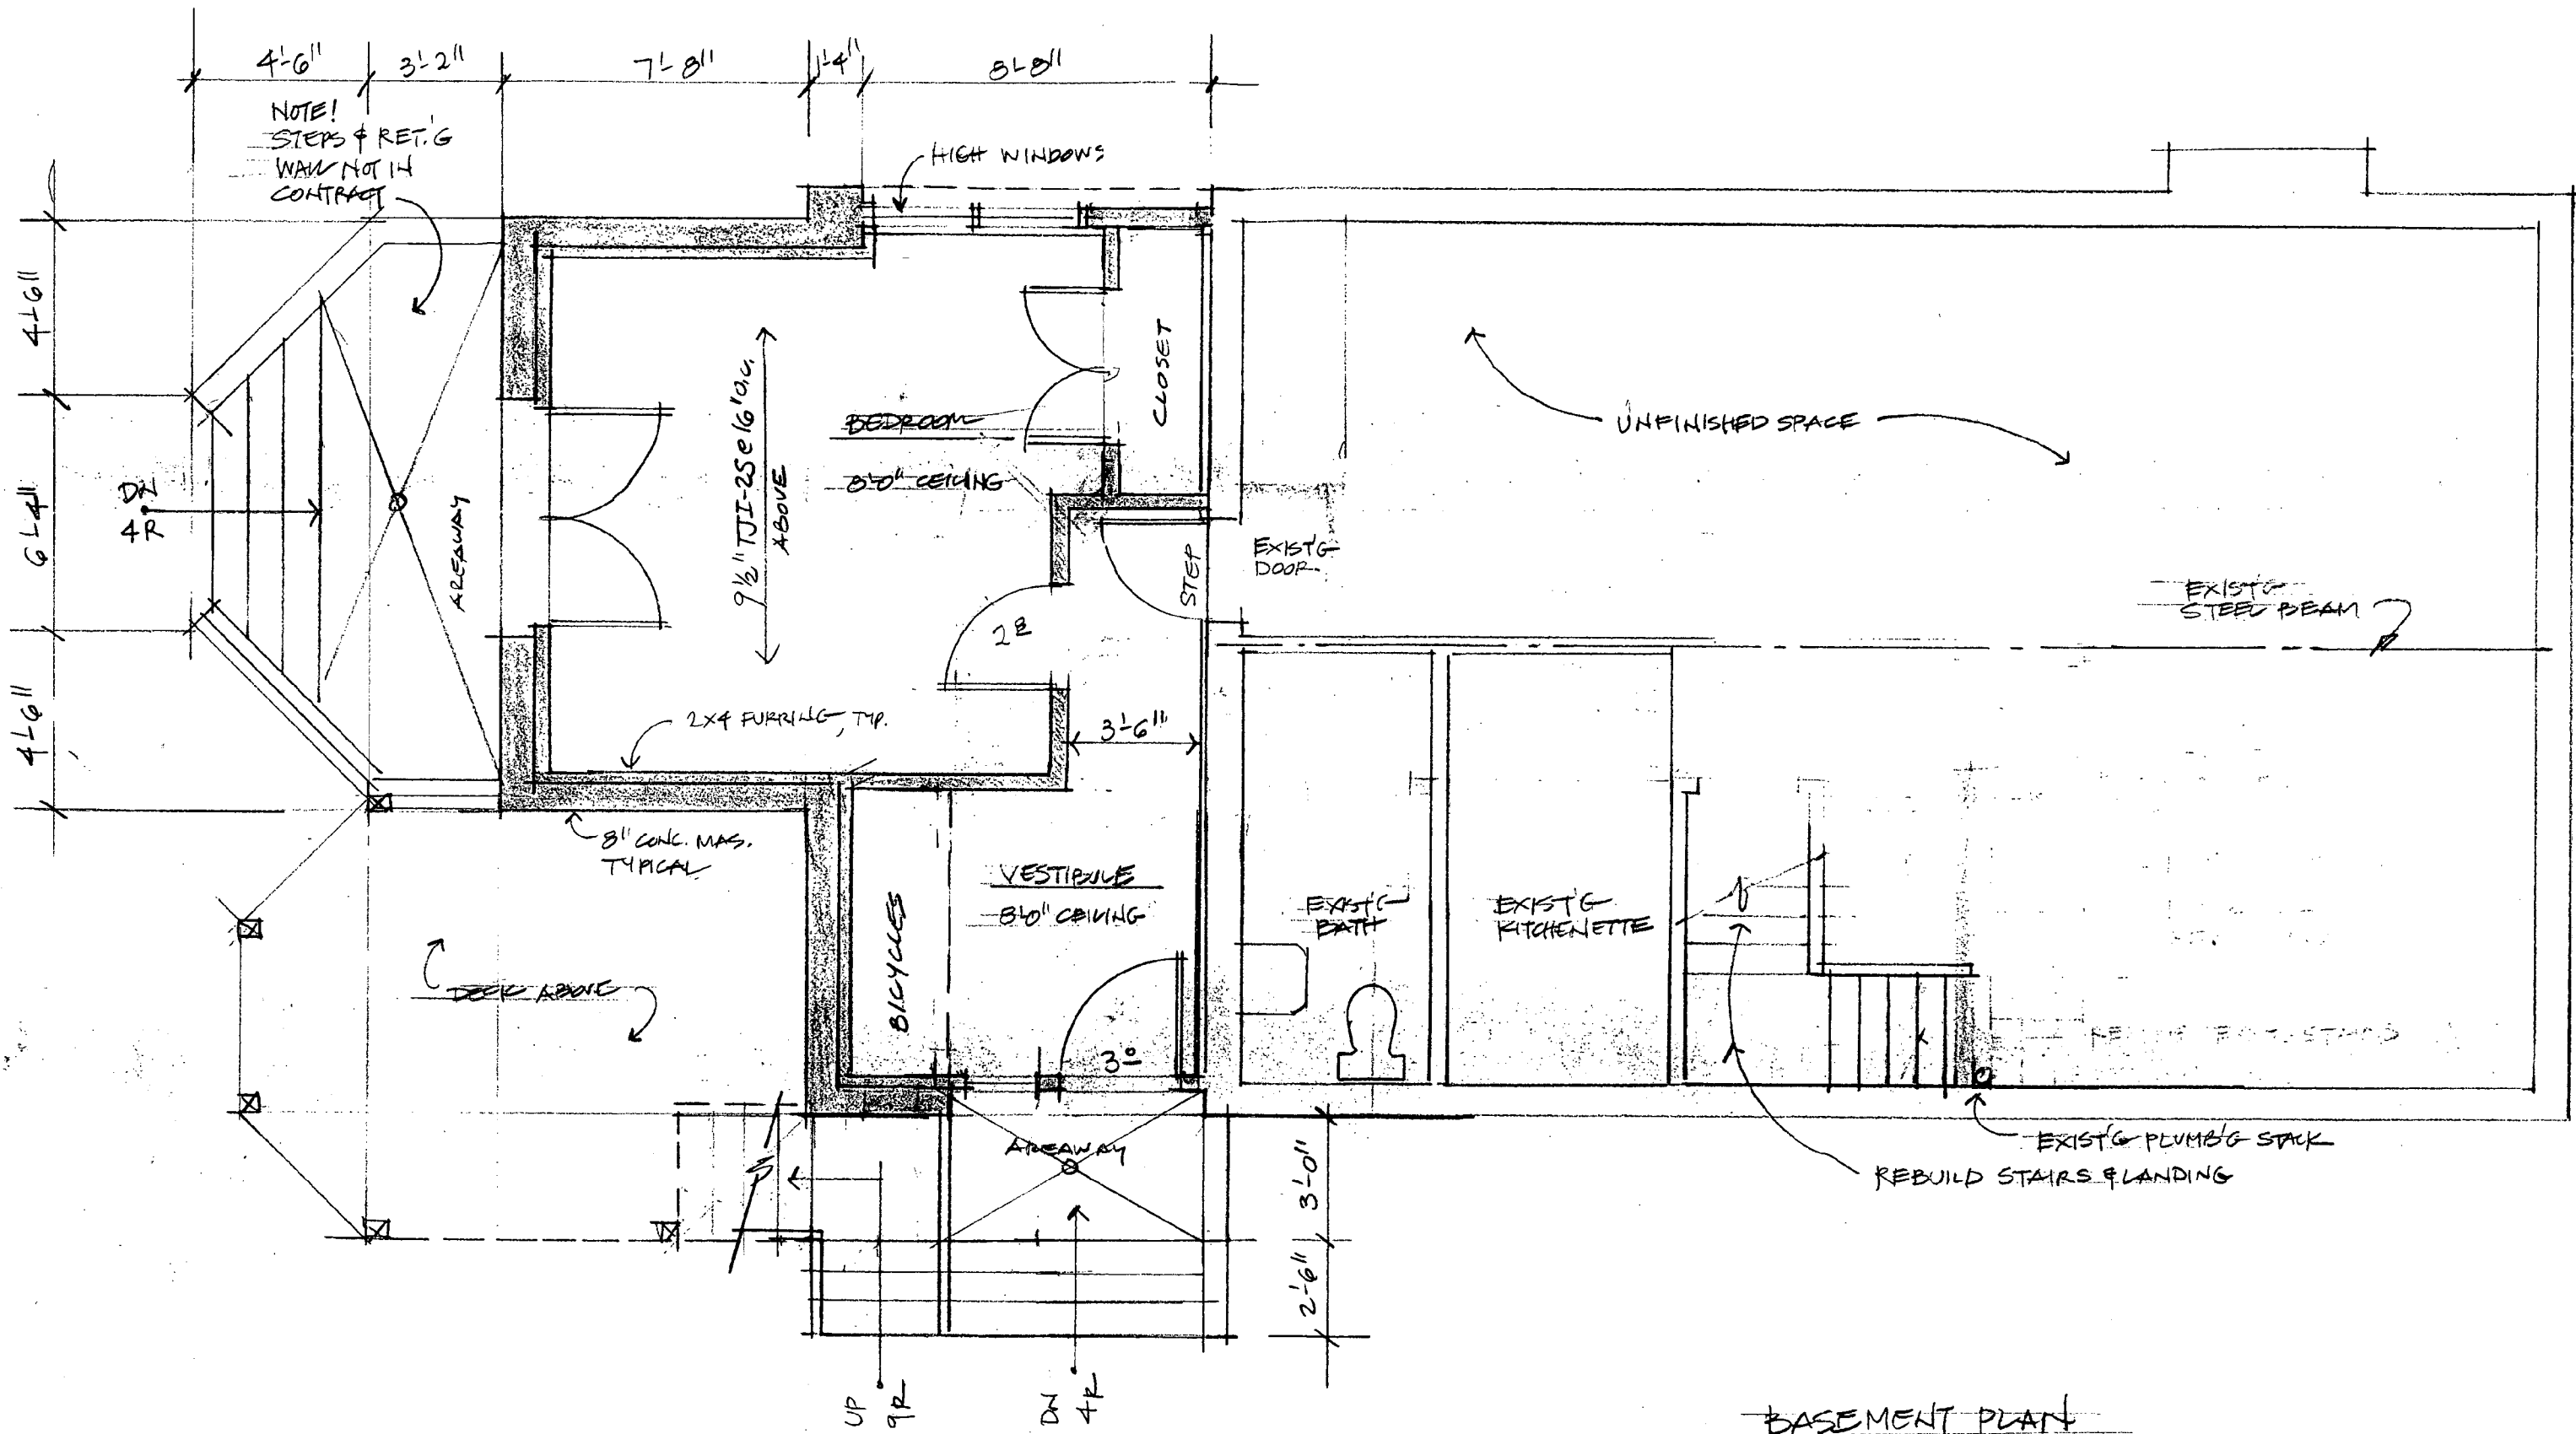 4'-6"
3'-2"
7'-8"
1'-4"
8'-8"
NOTE!
STEPS & RET.'G
WALL NOT IN
CONTRACT
HIGH WINDOWS
4'-6"
6'-4"
4'-6"
DN
4R
AREAWAY
9½" TJI-25@16"O.C.
ABOVE
BEDROOM
8'-0" CEILING
CLOSET
STEP
EXIST'G
DOOR
UNFINISHED SPACE
EXIST'G
STEEL BEAM
28
3'-6"
2X4 FURRING, TYP.
8" CONC. MAS.
TYPICAL
DECK ABOVE
BICYCLES
VESTIBULE
8'-0" CEILING
30
EXIST'G
BATH
EXIST'G
KITCHENETTE
AREAWAY
3'-0"
2'-6"
EXIST'G PLUMB'G STACK
REBUILD STAIRS & LANDING
UP
9R
DN
4R
BASEMENT PLAN